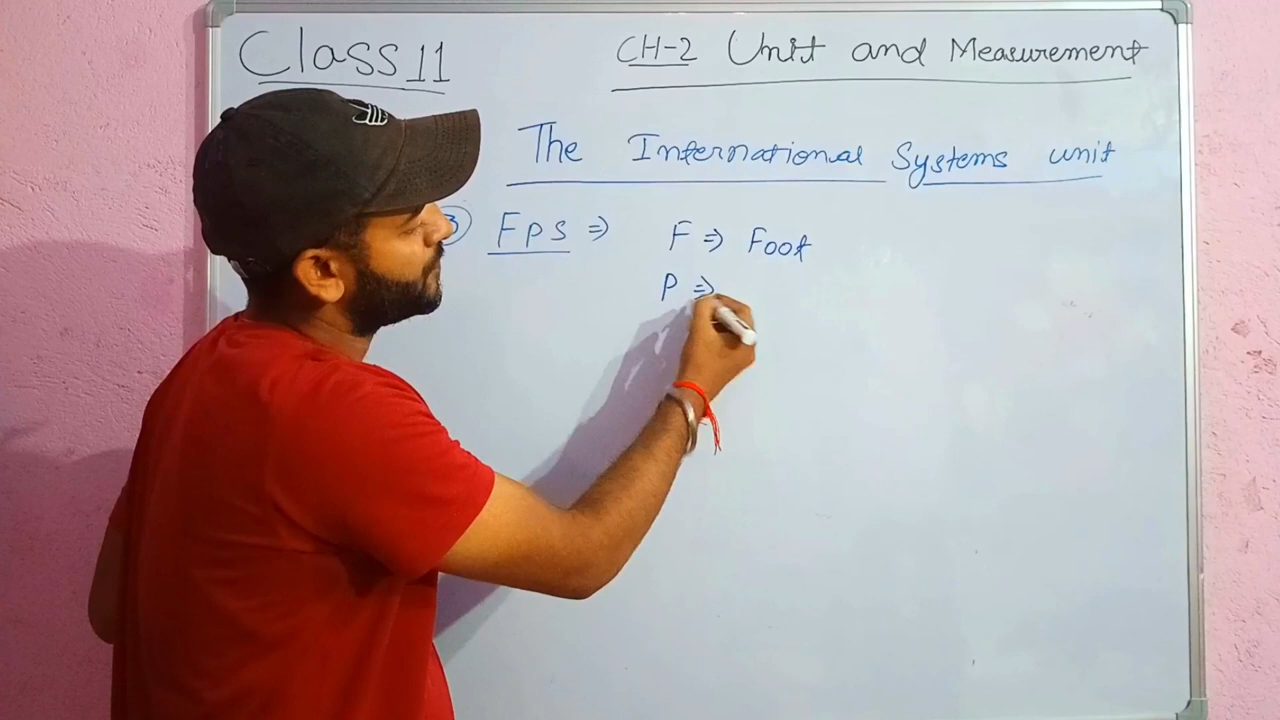 Class 11
CH-2 Unit and Measurement
The International Systems unit
3 Fps ⇒ F ⇒ Foot
P ⇒